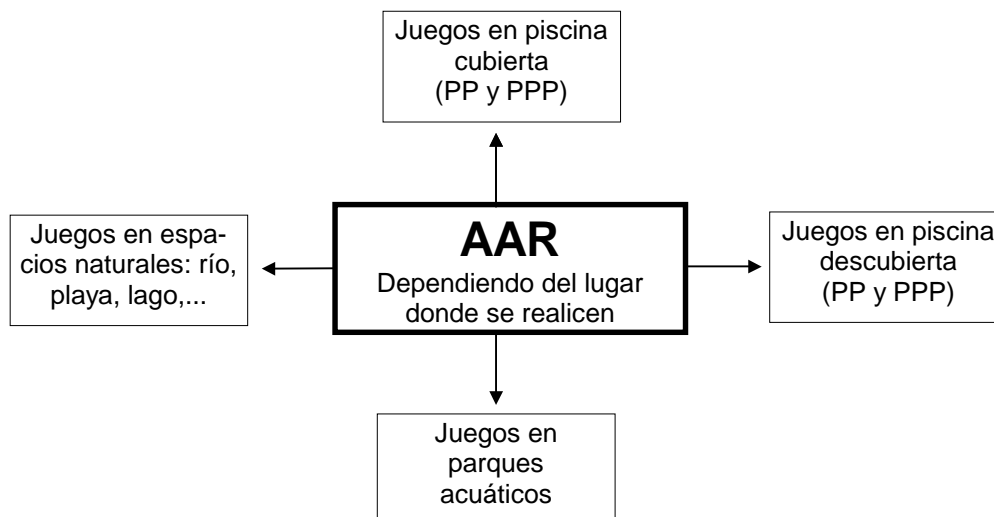 Juegos en piscina
cubierta
(PP y PPP)
AAR
Dependiendo del lugar
donde se realicen
Juegos en espa-
cios naturales: río,
playa, lago,...
Juegos en piscina
descubierta
(PP y PPP)
Juegos en
parques
acuáticos